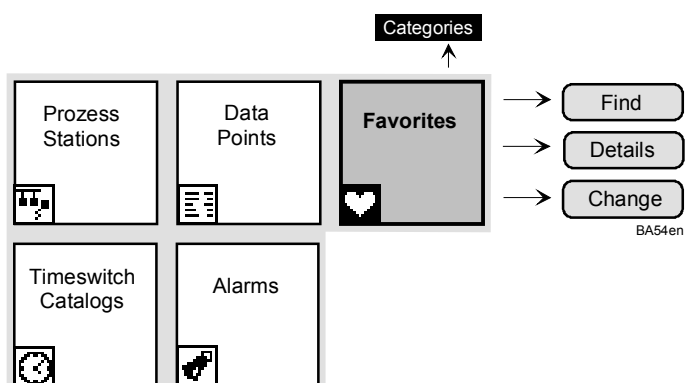 Categories
Prozess
Stations
Data
Points
Favorites
Find
Details
Change
BA54en
Timeswitch
Catalogs
Alarms